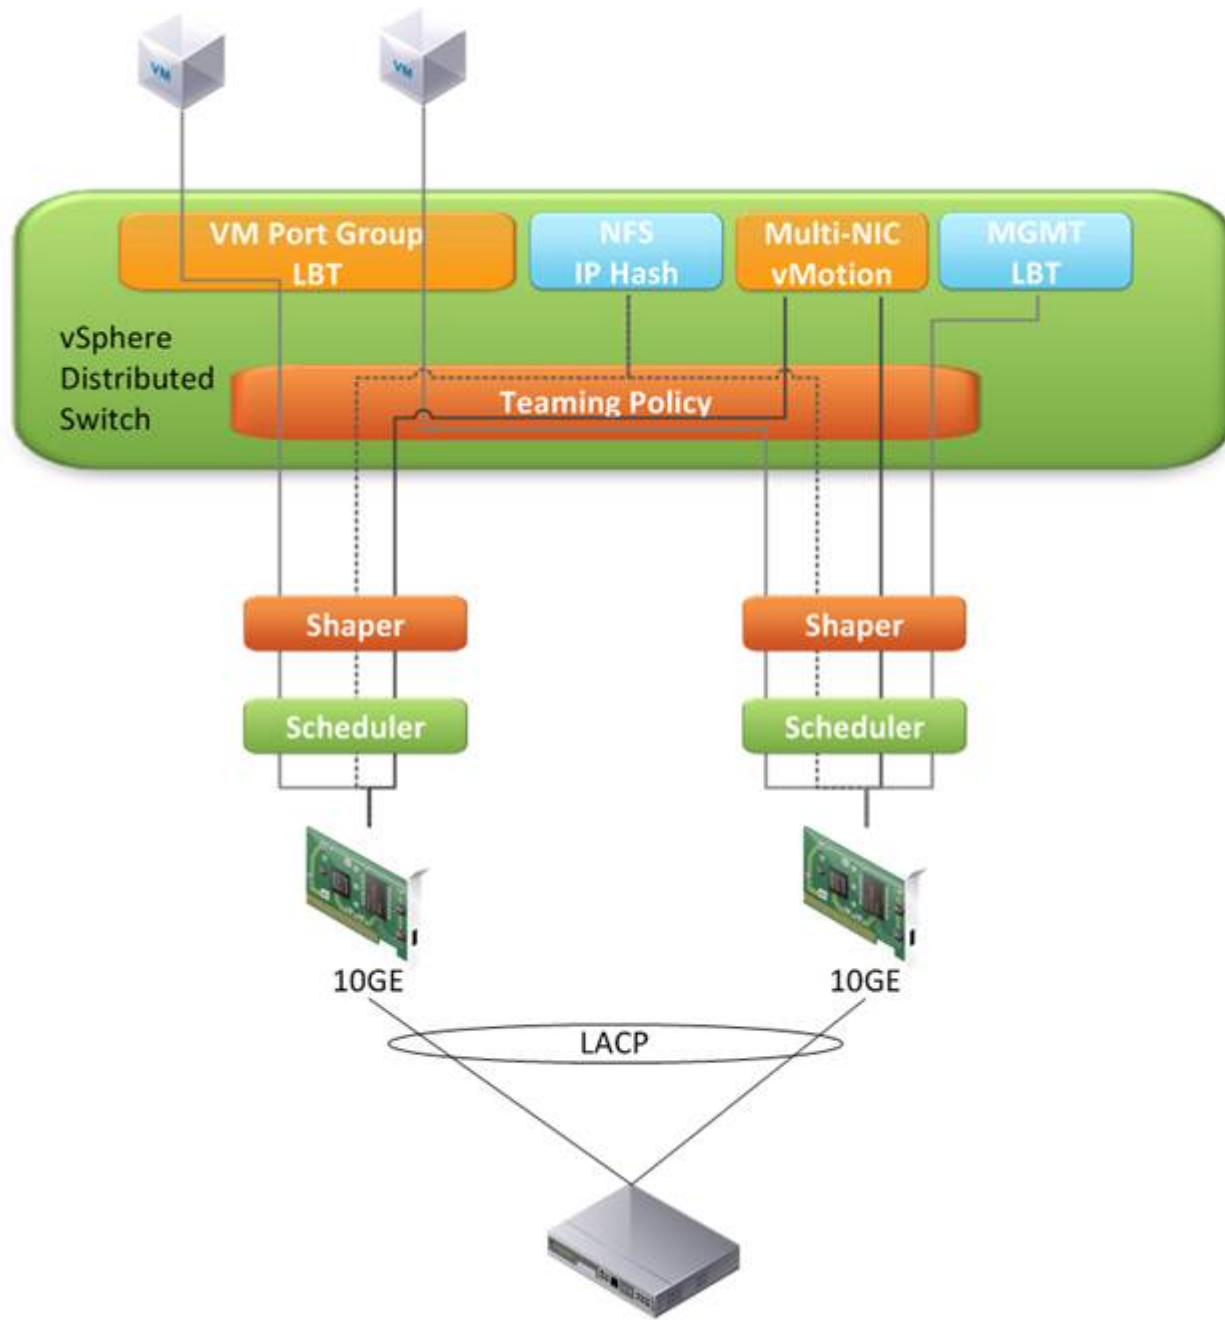 VM
VM
VM Port Group
LBT
NFS
IP Hash
Multi-NIC
vMotion
MGMT
LBT
vSphere
Distributed
Switch
Teaming Policy
Shaper
Shaper
Scheduler
Scheduler
10GE
10GE
LACP